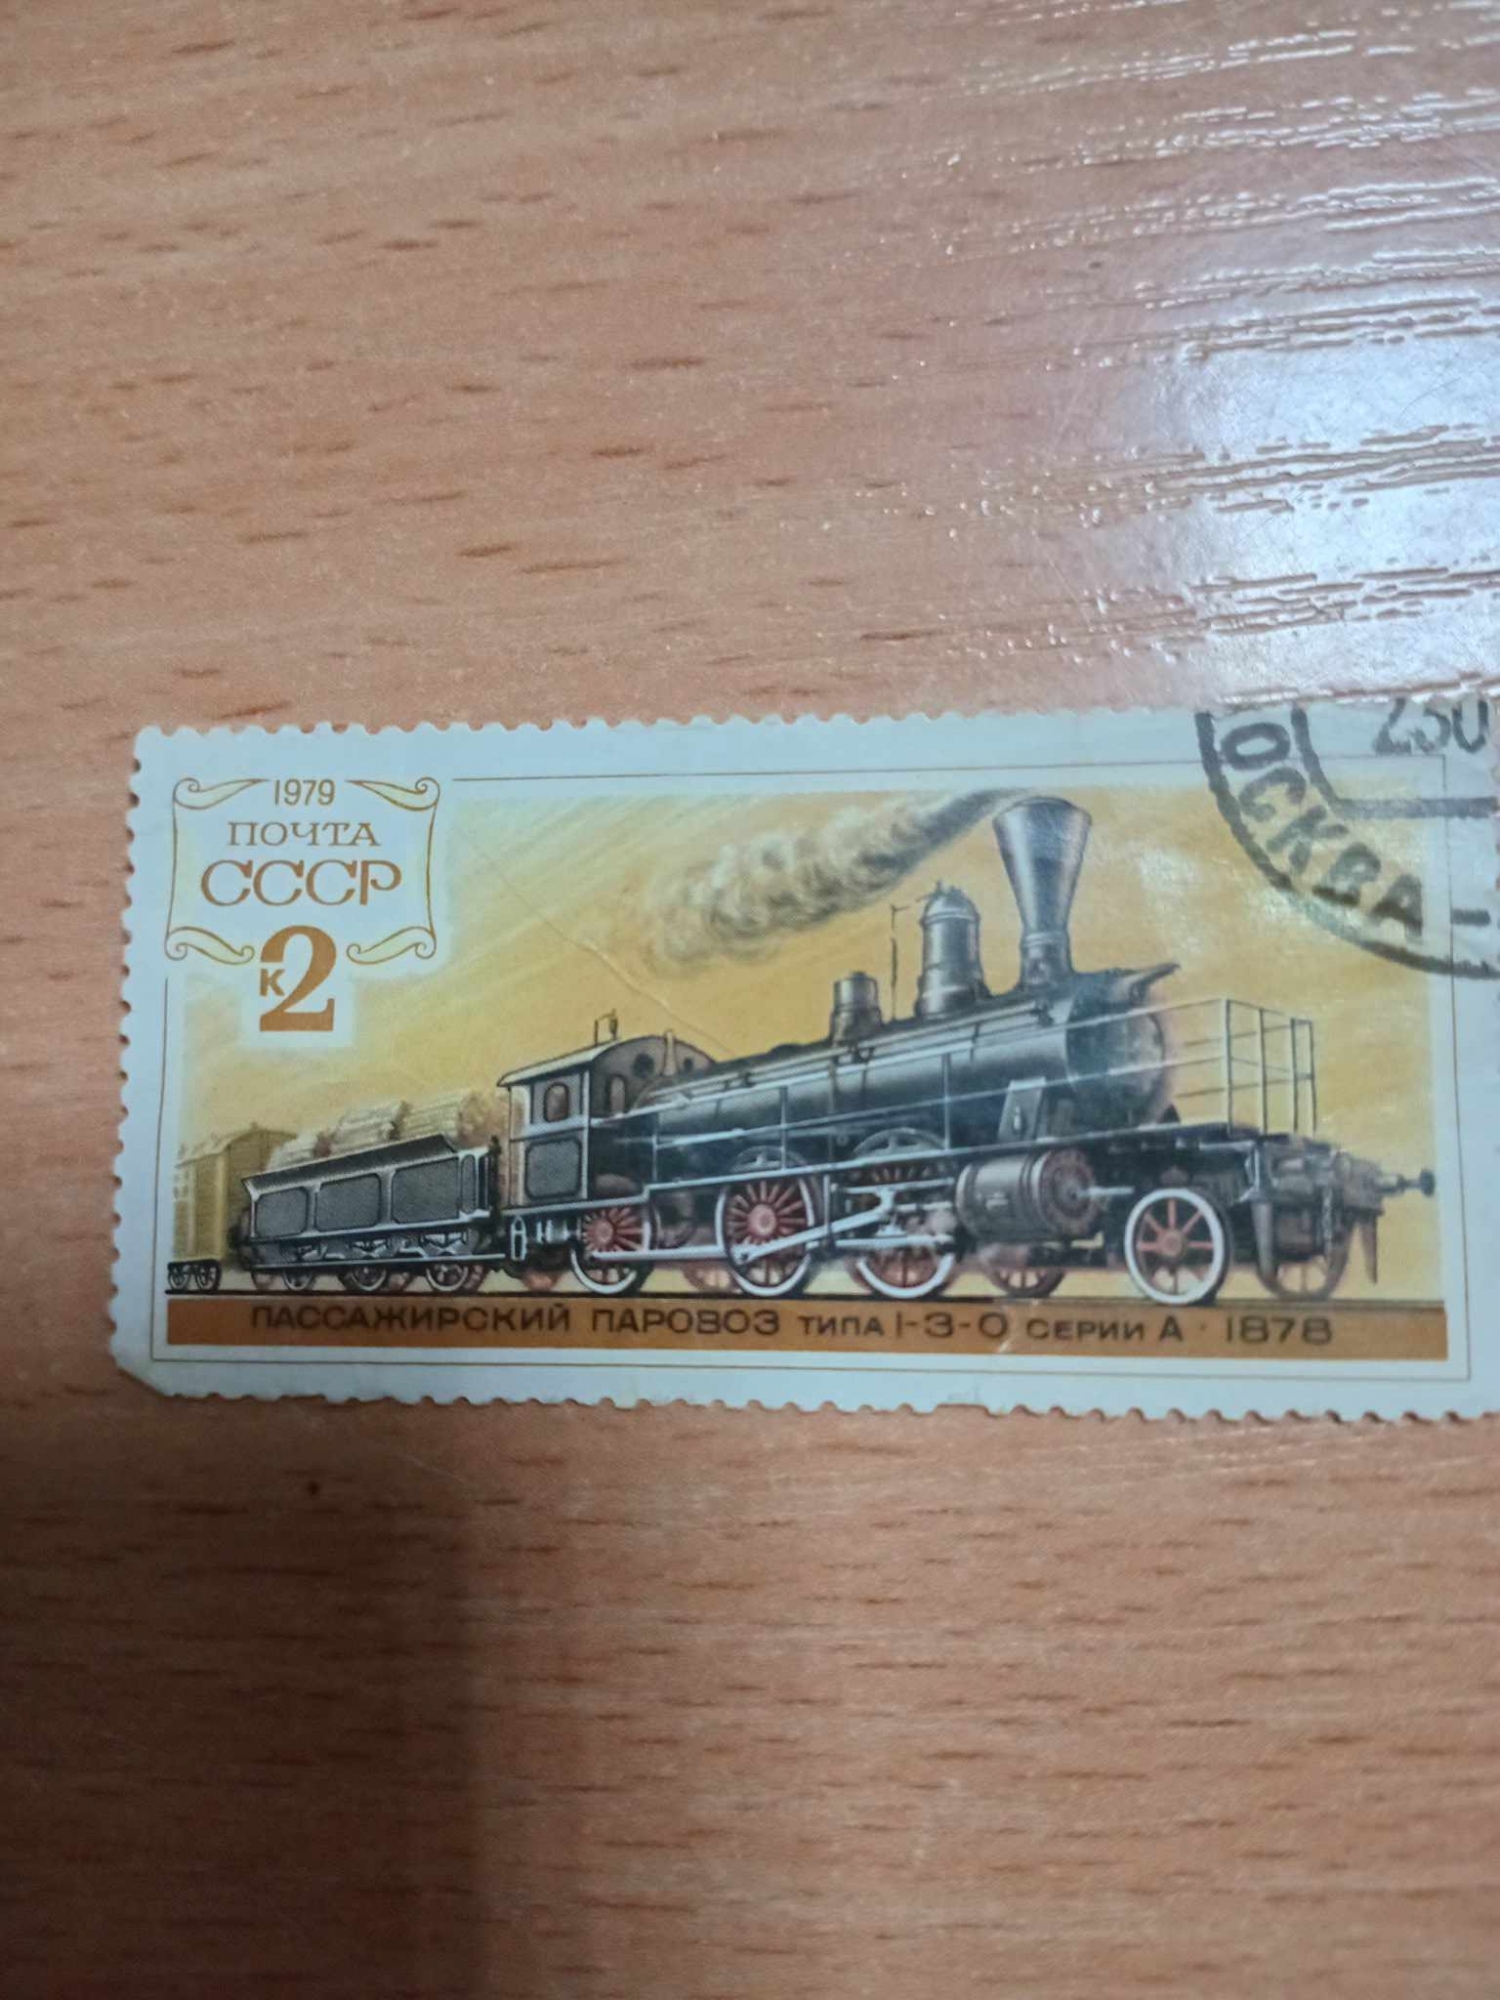 1979
ПОЧТА
СССР
к2
ОСКВА -
ПАССАЖИРСКИЙ ПАРОВОЗ ТИПА 1-3-0 СЕРИИ А · 1878